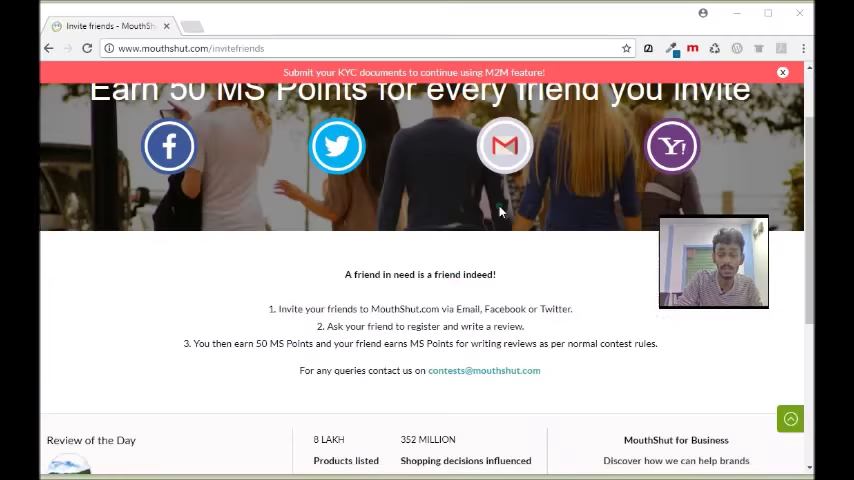 Invite friends - MouthSh
www.mouthshut.com/invitefriends
Submit your KYC documents to continue using M2M feature!
Earn 50 MS Points for every friend you invite
A friend in need is a friend indeed!
1. Invite your friends to MouthShut.com via Email, Facebook or Twitter.
2. Ask your friend to register and write a review.
3. You then earn 50 MS Points and your friend earns MS Points for writing reviews as per normal contest rules.
For any queries contact us on contests@mouthshut.com
Review of the Day
8 LAKH
352 MILLION
MouthShut for Business
Products listed
Shopping decisions influenced
Discover how we can help brands